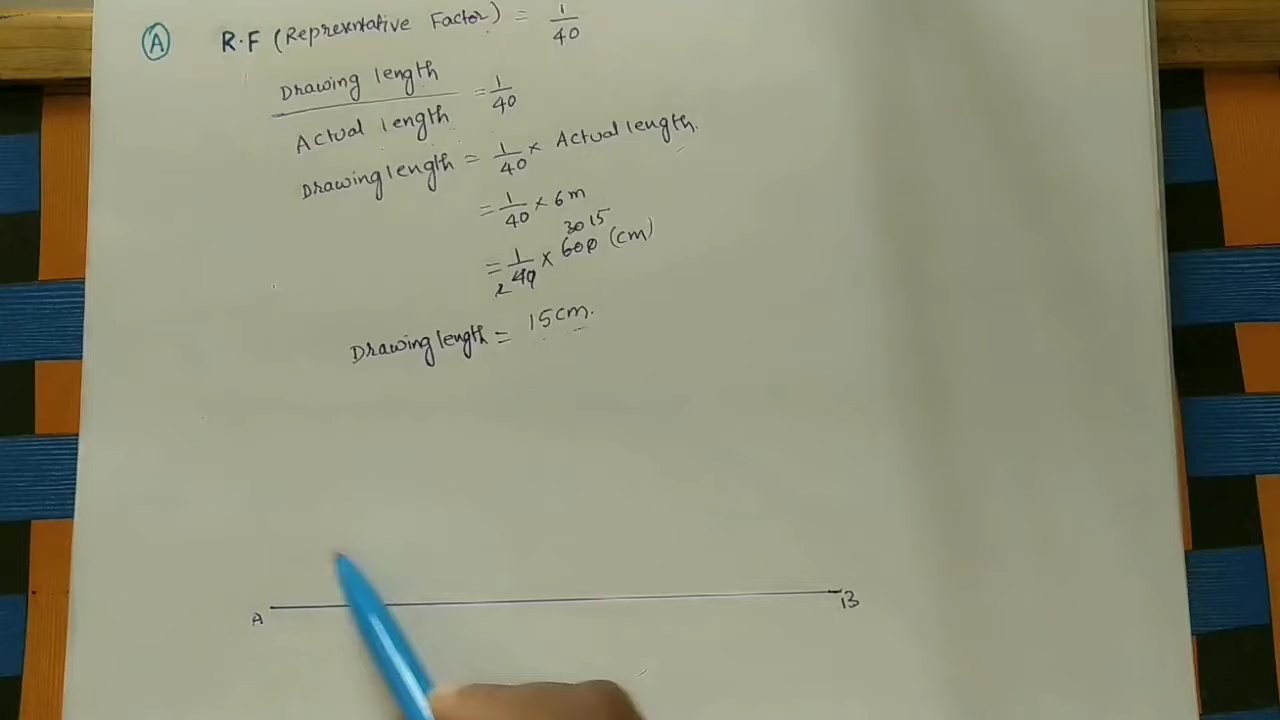 A R.F (Represntative Factor) = 1/40
Drawing length / Actual length = 1/40
Drawing length = 1/40 × Actual length.
= 1/40 × 6m
30 15
= 1/40 × 600 (cm)
2
Drawing length = 15cm.
A B